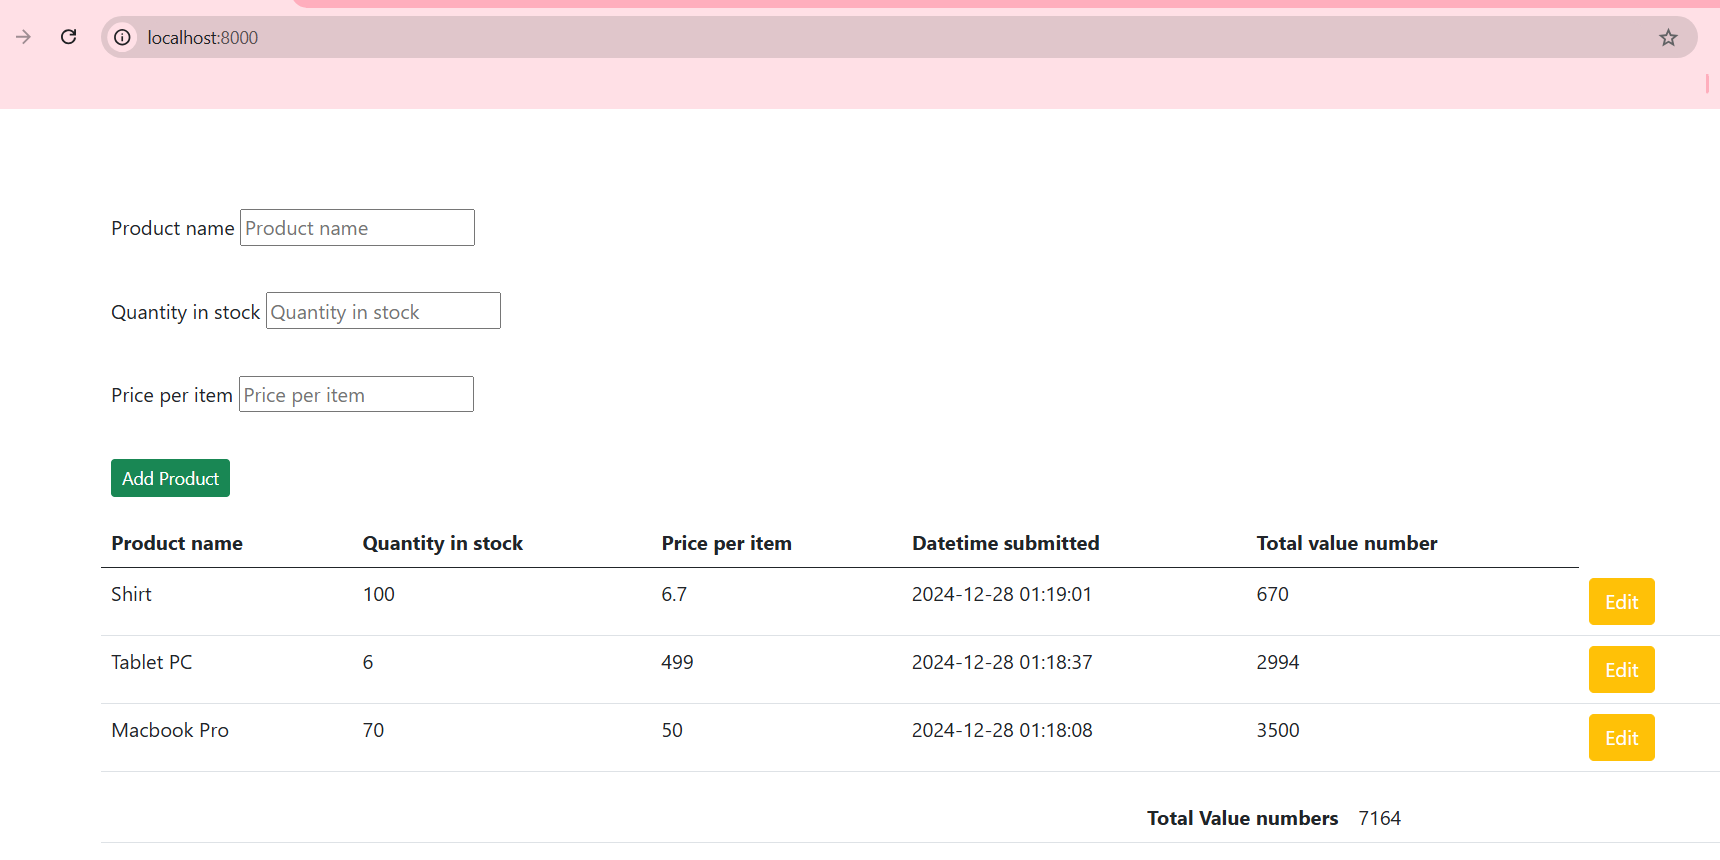 localhost:8000
Product name Product name
Quantity in stock Quantity in stock
Price per item Price per item
Add Product
Product name Quantity in stock Price per item Datetime submitted Total value number
Shirt 100 6.7 2024-12-28 01:19:01 670 Edit
Tablet PC 6 499 2024-12-28 01:18:37 2994 Edit
Macbook Pro 70 50 2024-12-28 01:18:08 3500 Edit
Total Value numbers 7164